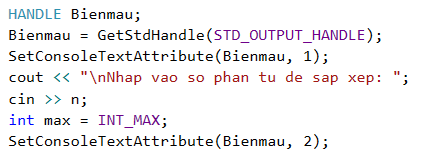 HANDLE Bienmau;
Bienmau = GetStdHandle(STD_OUTPUT_HANDLE);
SetConsoleTextAttribute(Bienmau, 1);
cout << "\nNhap vao so phan tu de sap xep: ";
cin >> n;
int max = INT_MAX;
SetConsoleTextAttribute(Bienmau, 2);